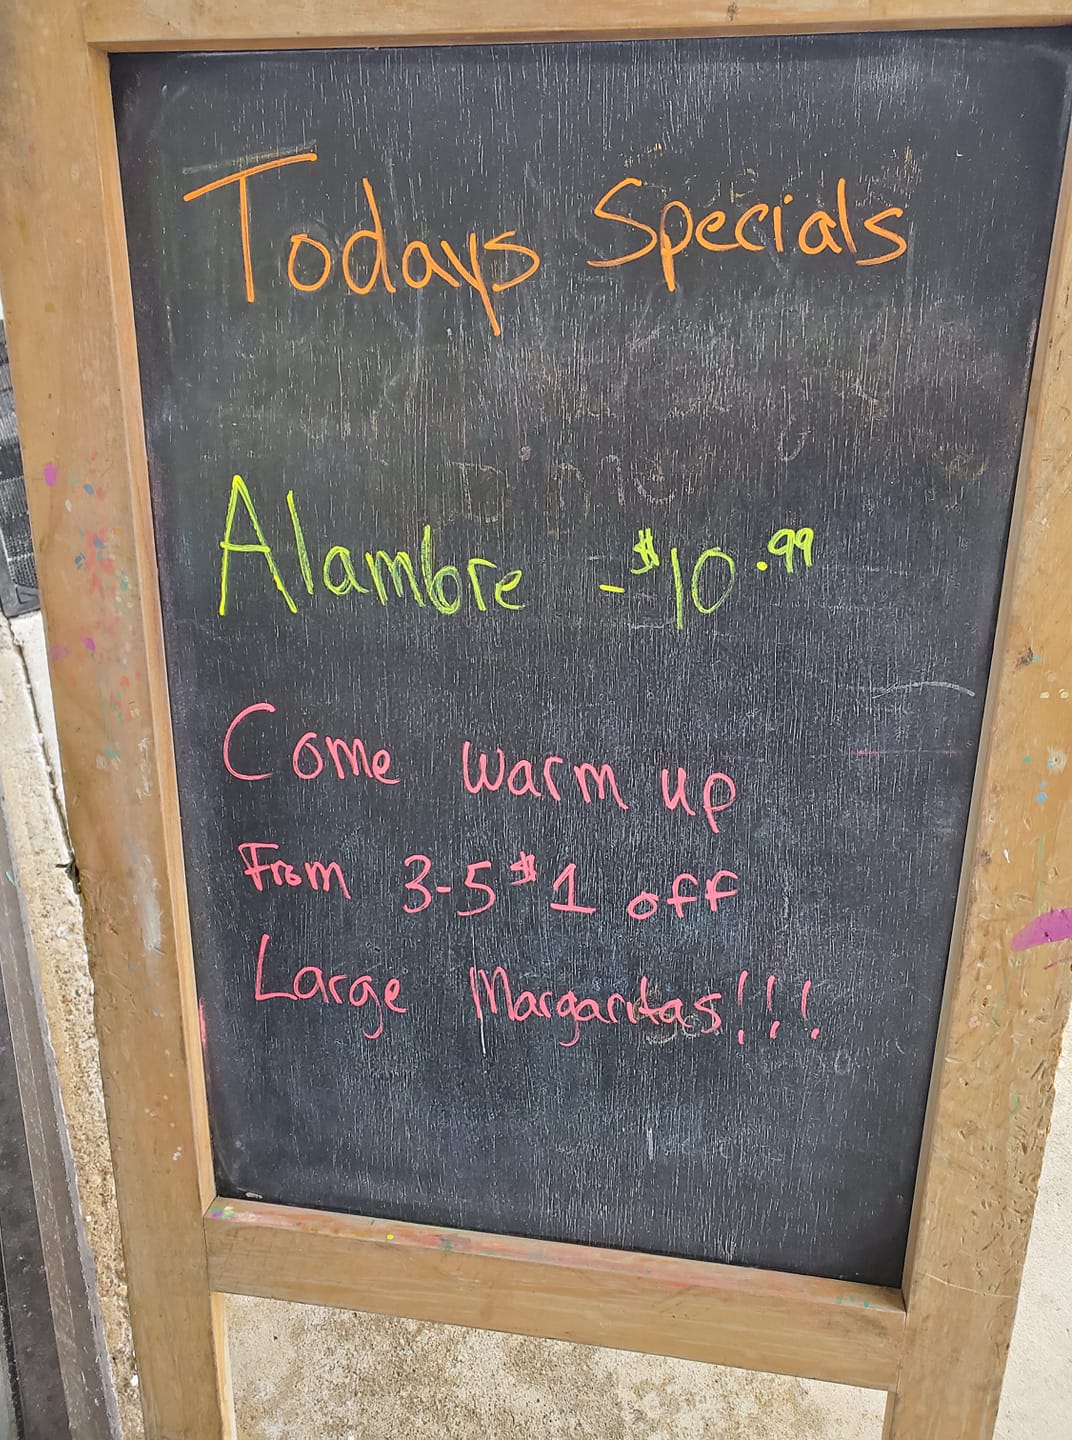 Todays Specials
Alambre - $10.99
Come warm up
From 3-5 $1 off
Large Margaritas!!!